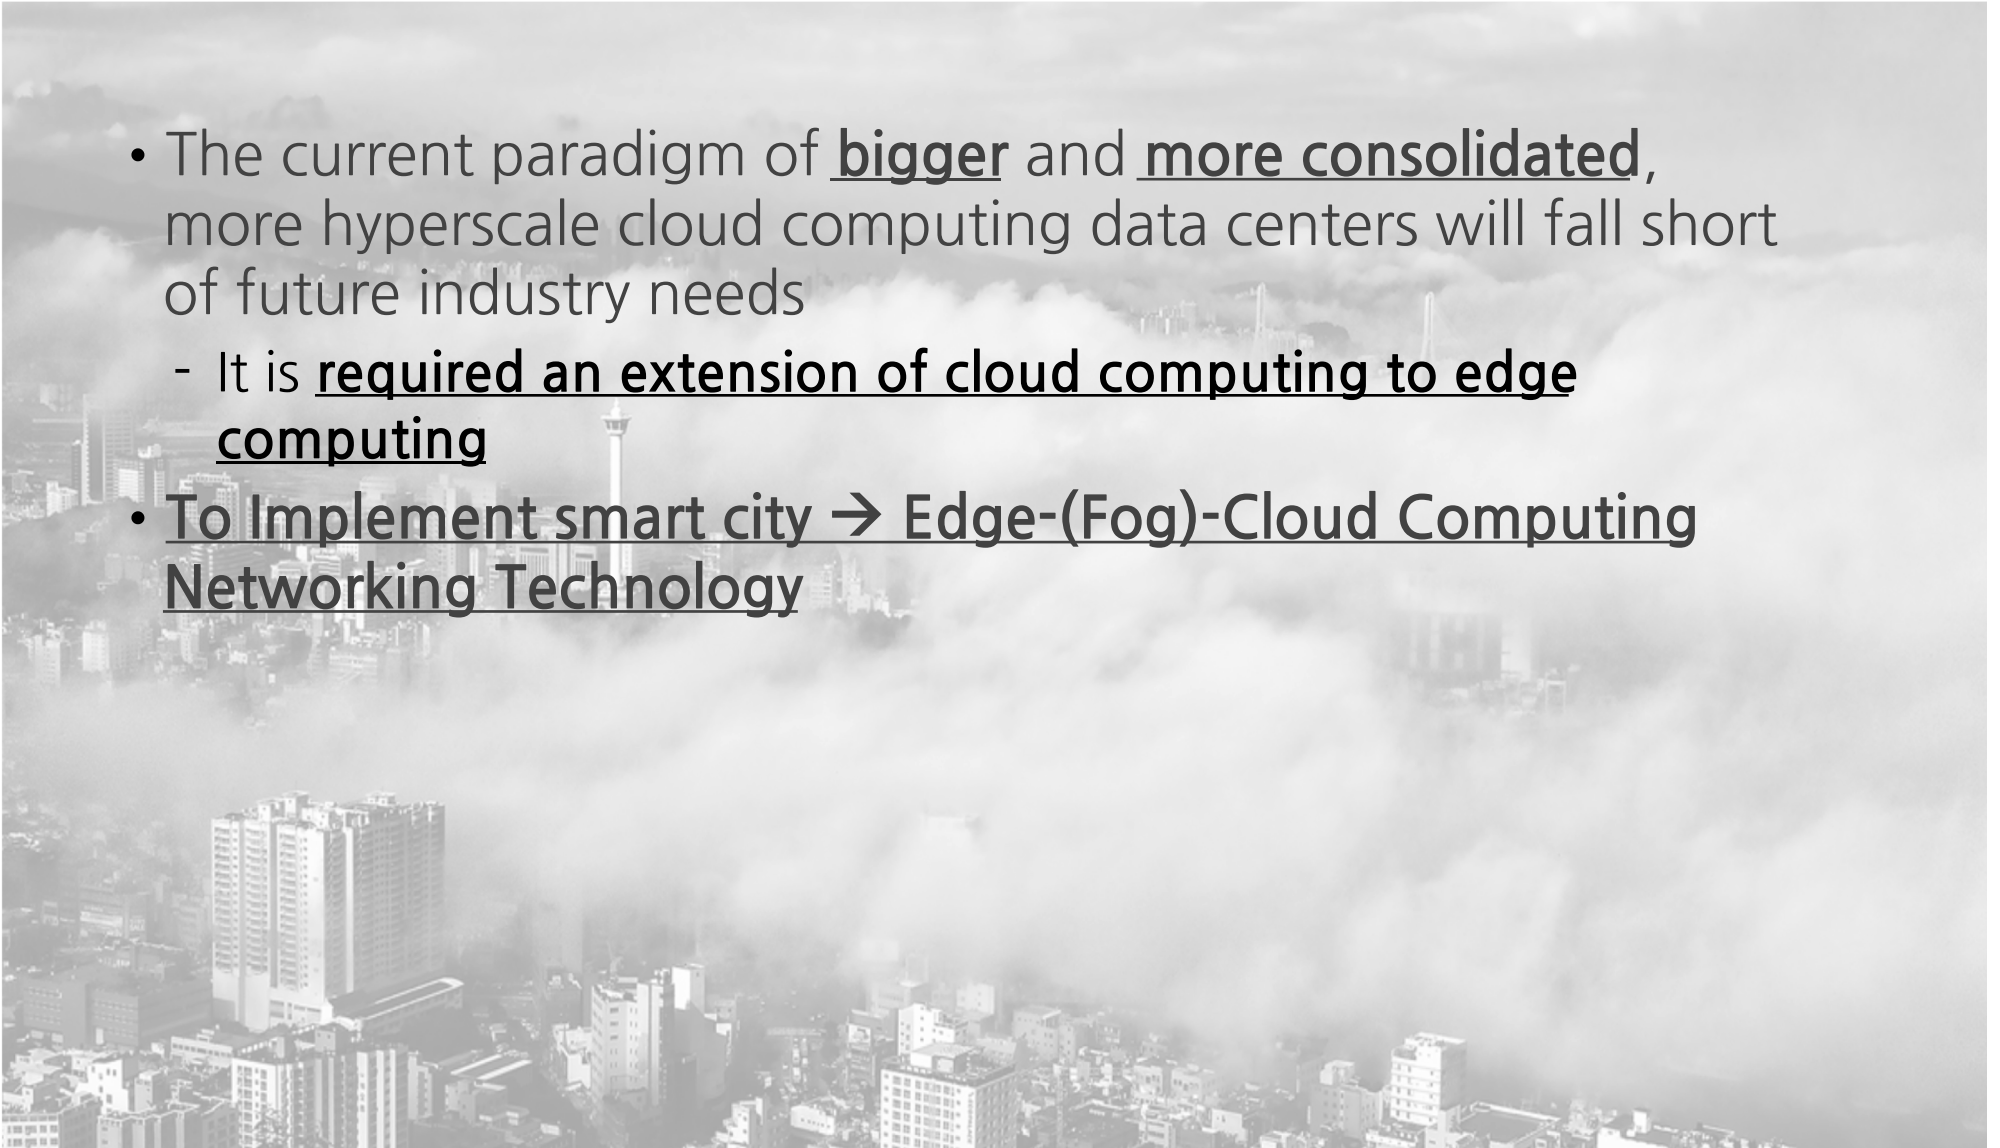 • The current paradigm of bigger and more consolidated,
more hyperscale cloud computing data centers will fall short
of future industry needs
- It is required an extension of cloud computing to edge
computing
• To Implement smart city → Edge-(Fog)-Cloud Computing
Networking Technology